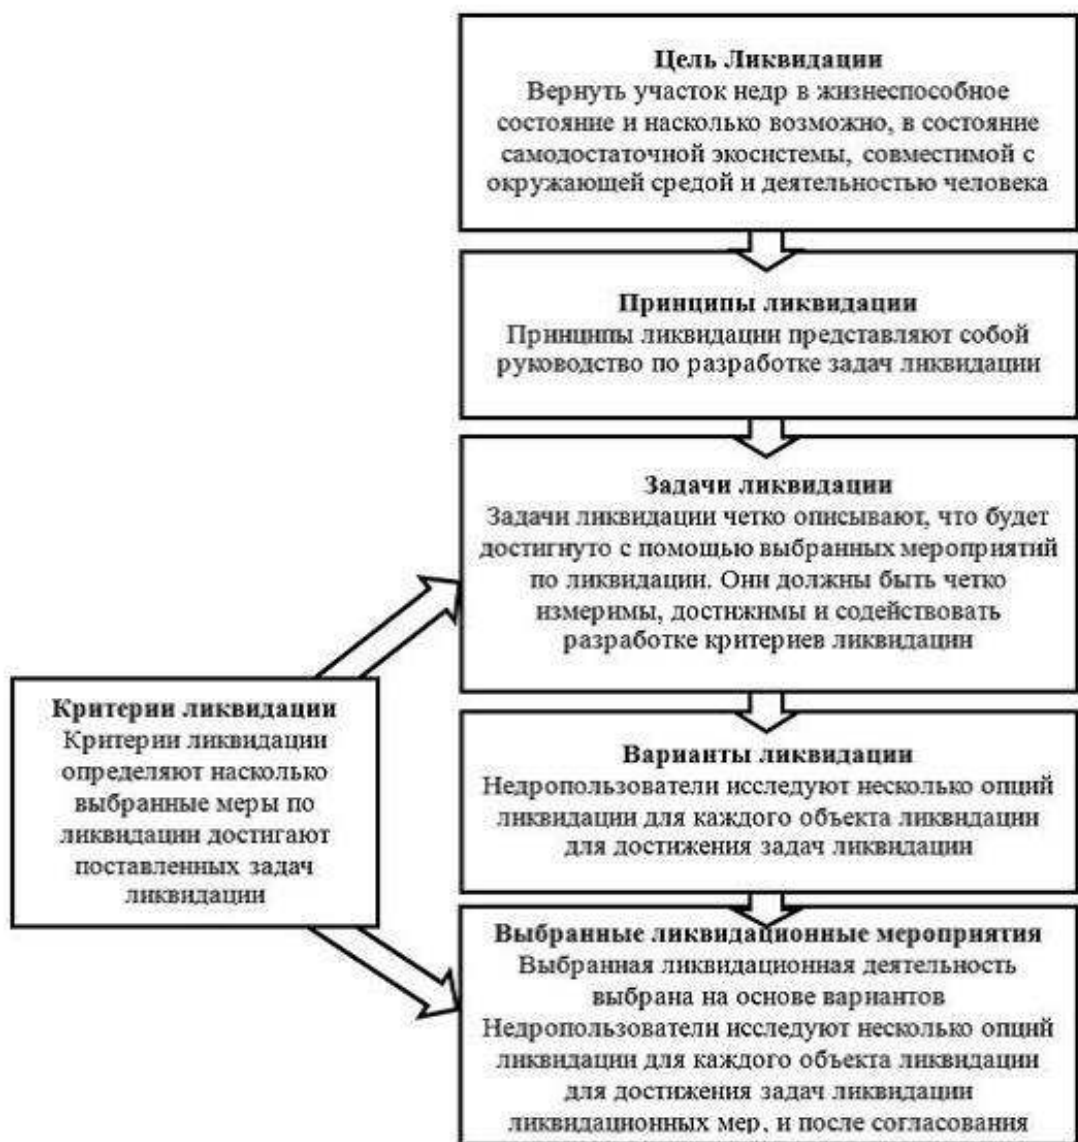 Цель Ликвидации
Вернуть участок недр в жизнеспособное
состояние и насколько возможно, в состояние
самодостаточной экосистемы, совместимой с
окружающей средой и деятельностью человека
Принципы ликвидации
Принципы ликвидации представляют собой
руководство по разработке задач ликвидации
Задачи ликвидации
Задачи ликвидации четко описывают, что будет
достигнуто с помощью выбранных мероприятий
по ликвидации. Они должны быть четко
измеримы, достижимы и содействовать
разработке критериев ликвидации
Критерии ликвидации
Критерии ликвидации
определяют насколько
выбранные меры по
ликвидации достигают
поставленных задач
ликвидации
Варианты ликвидации
Недропользователи исследуют несколько опций
ликвидации для каждого объекта ликвидации
для достижения задач ликвидации
Выбранные ликвидационные мероприятия
Выбранная ликвидационная деятельность
выбрана на основе вариантов
Недропользователи исследуют несколько опций
ликвидации для каждого объекта ликвидации
для достижения задач ликвидации
ликвидационных мер, и после согласования